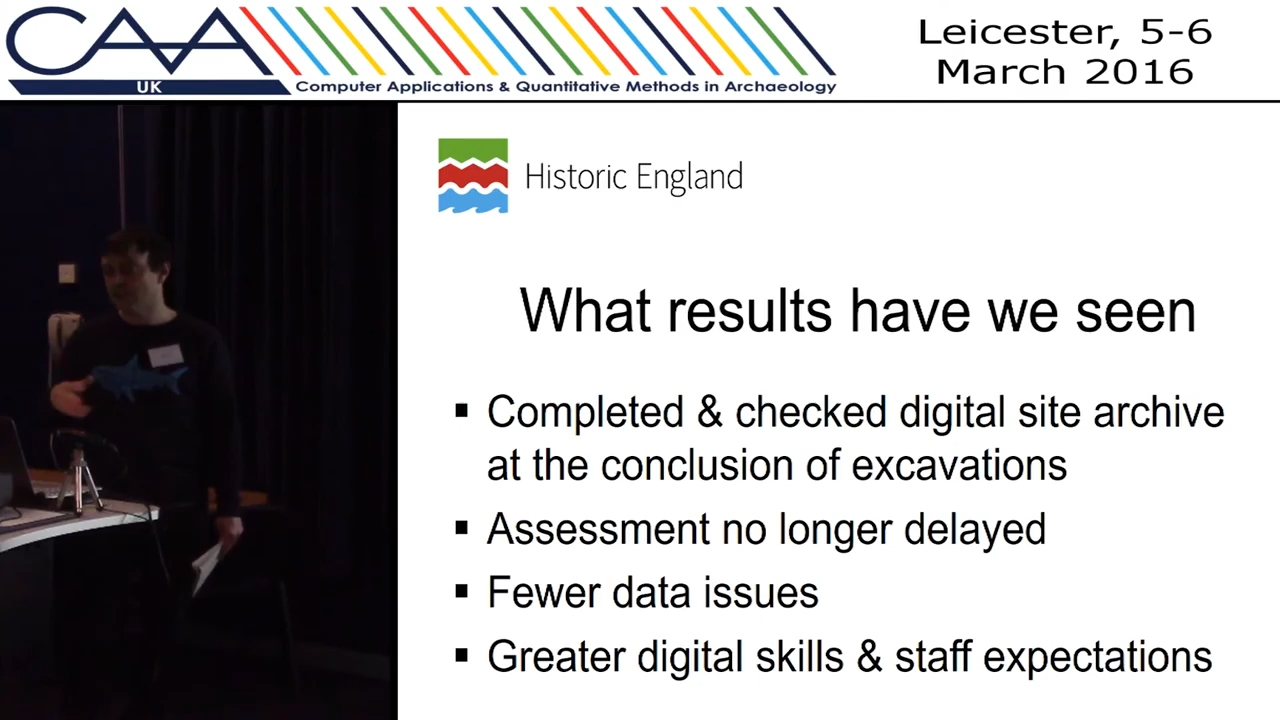 CAA
UK
Computer Applications & Quantitative Methods in Archaeology
Leicester, 5-6
March 2016
Historic England
What results have we seen
▪ Completed & checked digital site archive
at the conclusion of excavations
▪ Assessment no longer delayed
▪ Fewer data issues
▪ Greater digital skills & staff expectations